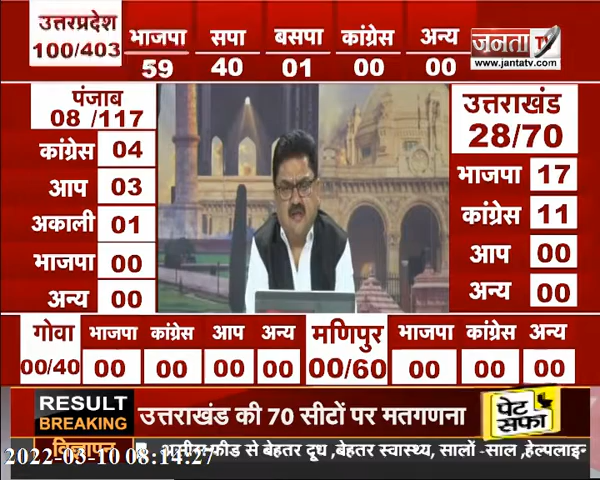 उत्तरप्रदेश
100/403
भाजपा सपा बसपा कांग्रेस अन्य
59 40 01 00 00
जनता TV
www.jantatv.com
पंजाब
08 /117
कांग्रेस 04
आप 03
अकाली 01
भाजपा 00
अन्य 00
उत्तराखंड
28/70
भाजपा 17
कांग्रेस 11
आप 00
अन्य 00
गोवा भाजपा कांग्रेस आप अन्य
00/40 00 00 00 00
मणिपुर भाजपा कांग्रेस अन्य
00/60 00 00 00
RESULT
BREAKING
उत्तराखंड की 70 सीटों पर मतगणना
पेट
सफा
विज्ञापन
फीड से बेहतर दूध ,बेहतर स्वास्थ्य, सालों -साल ,हेल्पलाइन
2022-03-10 08:14:27